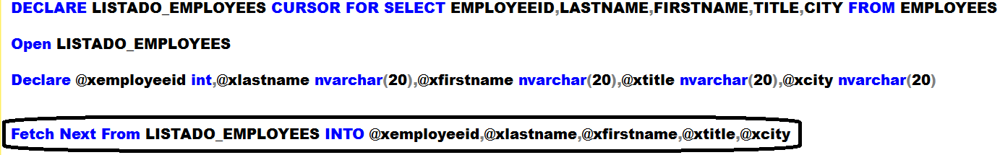 DECLARE LISTADO_EMPLOYEES CURSOR FOR SELECT EMPLOYEEID,LASTNAME,FIRSTNAME,TITLE,CITY FROM EMPLOYEES
Open LISTADO_EMPLOYEES
Declare @xemployeeid int,@xlastname nvarchar(20),@xfirstname nvarchar(20),@xtitle nvarchar(20),@xcity nvarchar(20)
Fetch Next From LISTADO_EMPLOYEES INTO @xemployeeid,@xlastname,@xfirstname,@xtitle,@xcity